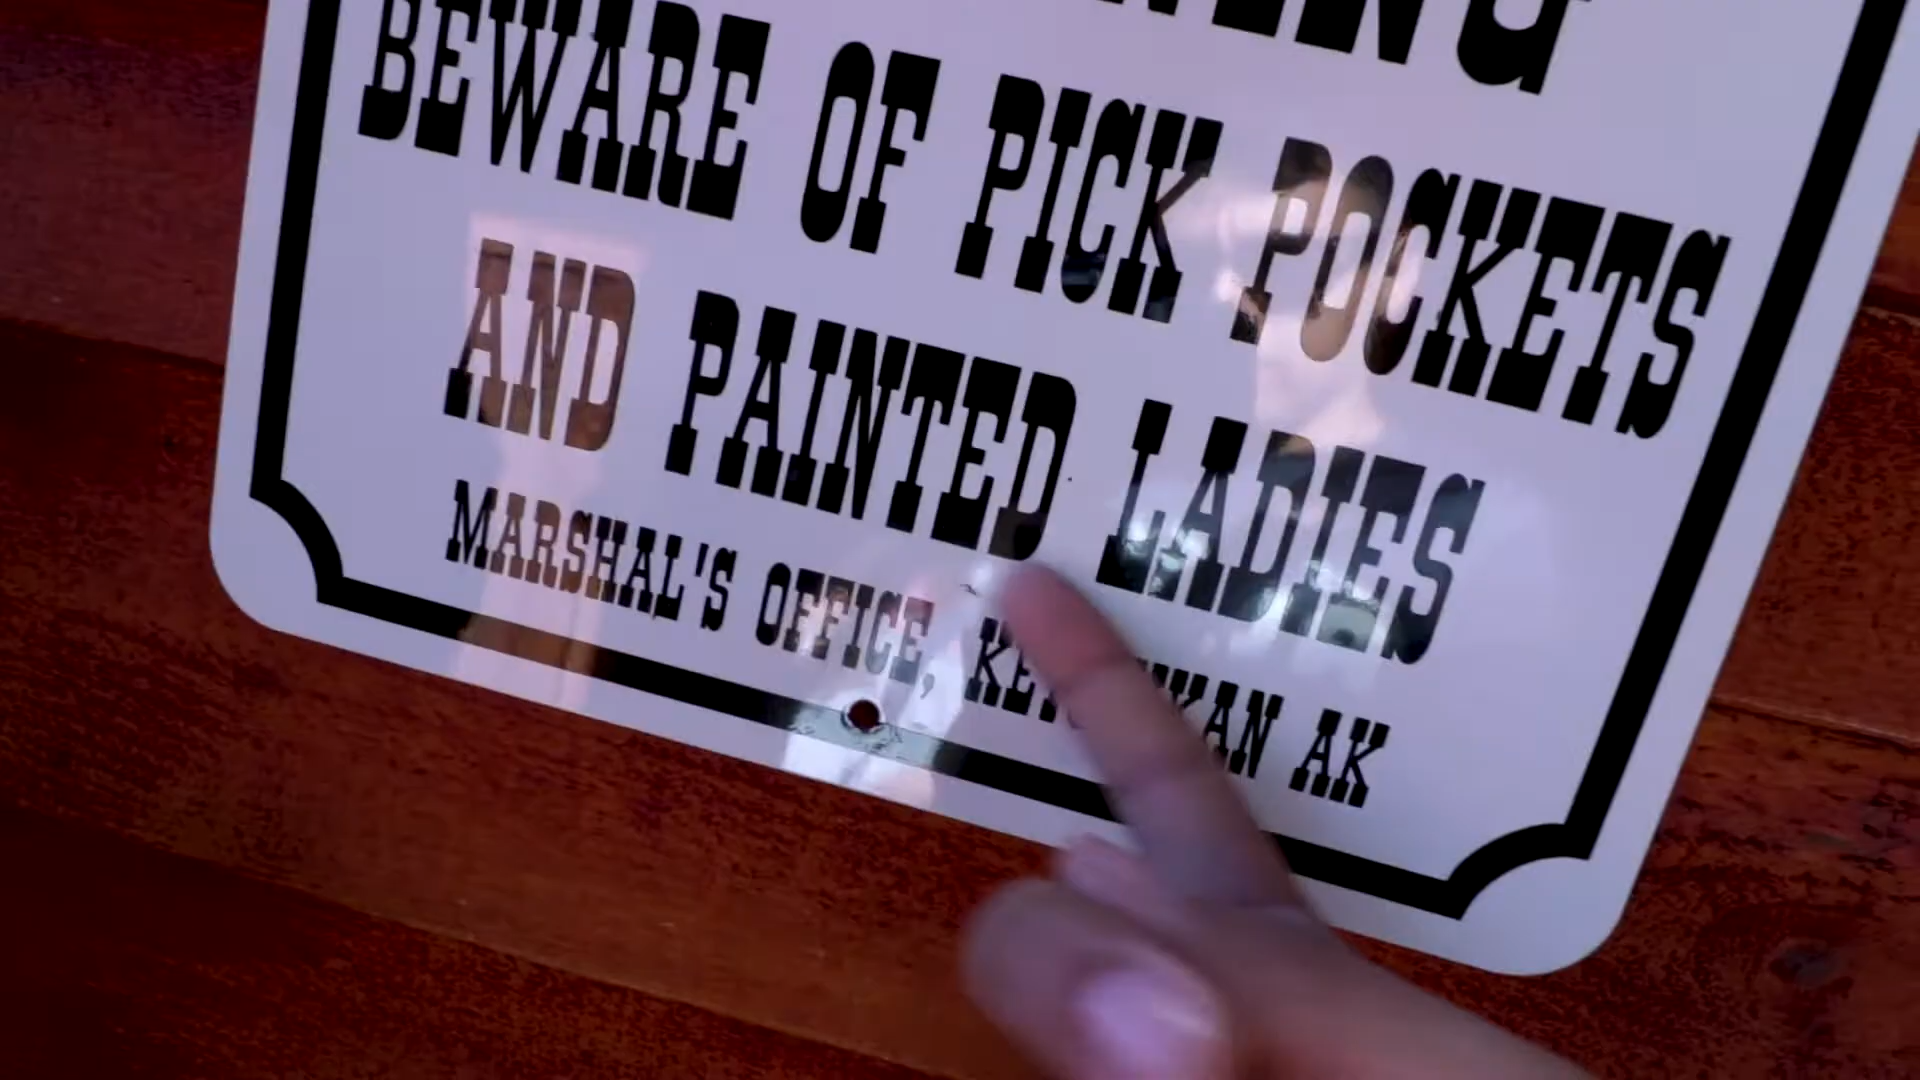 BEWARE OF PICK POCKETS
AND PAINTED LADIES
MARSHAL'S OFFICE, AK